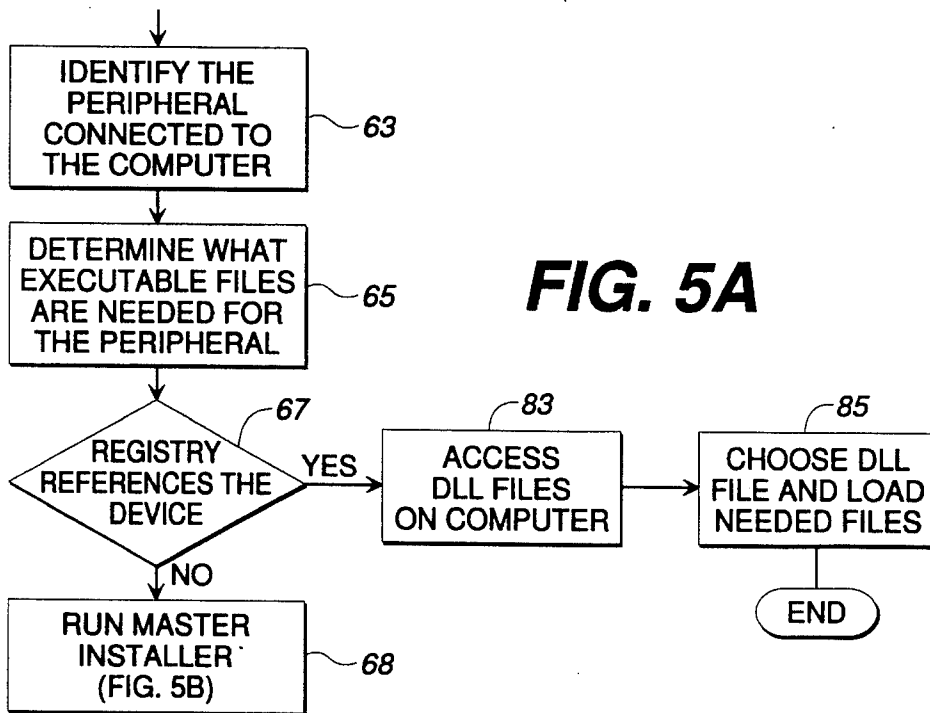 IDENTIFY THE
PERIPHERAL
CONNECTED TO
THE COMPUTER
63
DETERMINE WHAT
EXECUTABLE FILES
ARE NEEDED FOR
THE PERIPHERAL
65
FIG. 5A
REGISTRY
REFERENCES THE
DEVICE
67
YES
NO
83
ACCESS
DLL FILES
ON COMPUTER
85
CHOOSE DLL
FILE AND LOAD
NEEDED FILES
END
RUN MASTER
INSTALLER
(FIG. 5B)
68